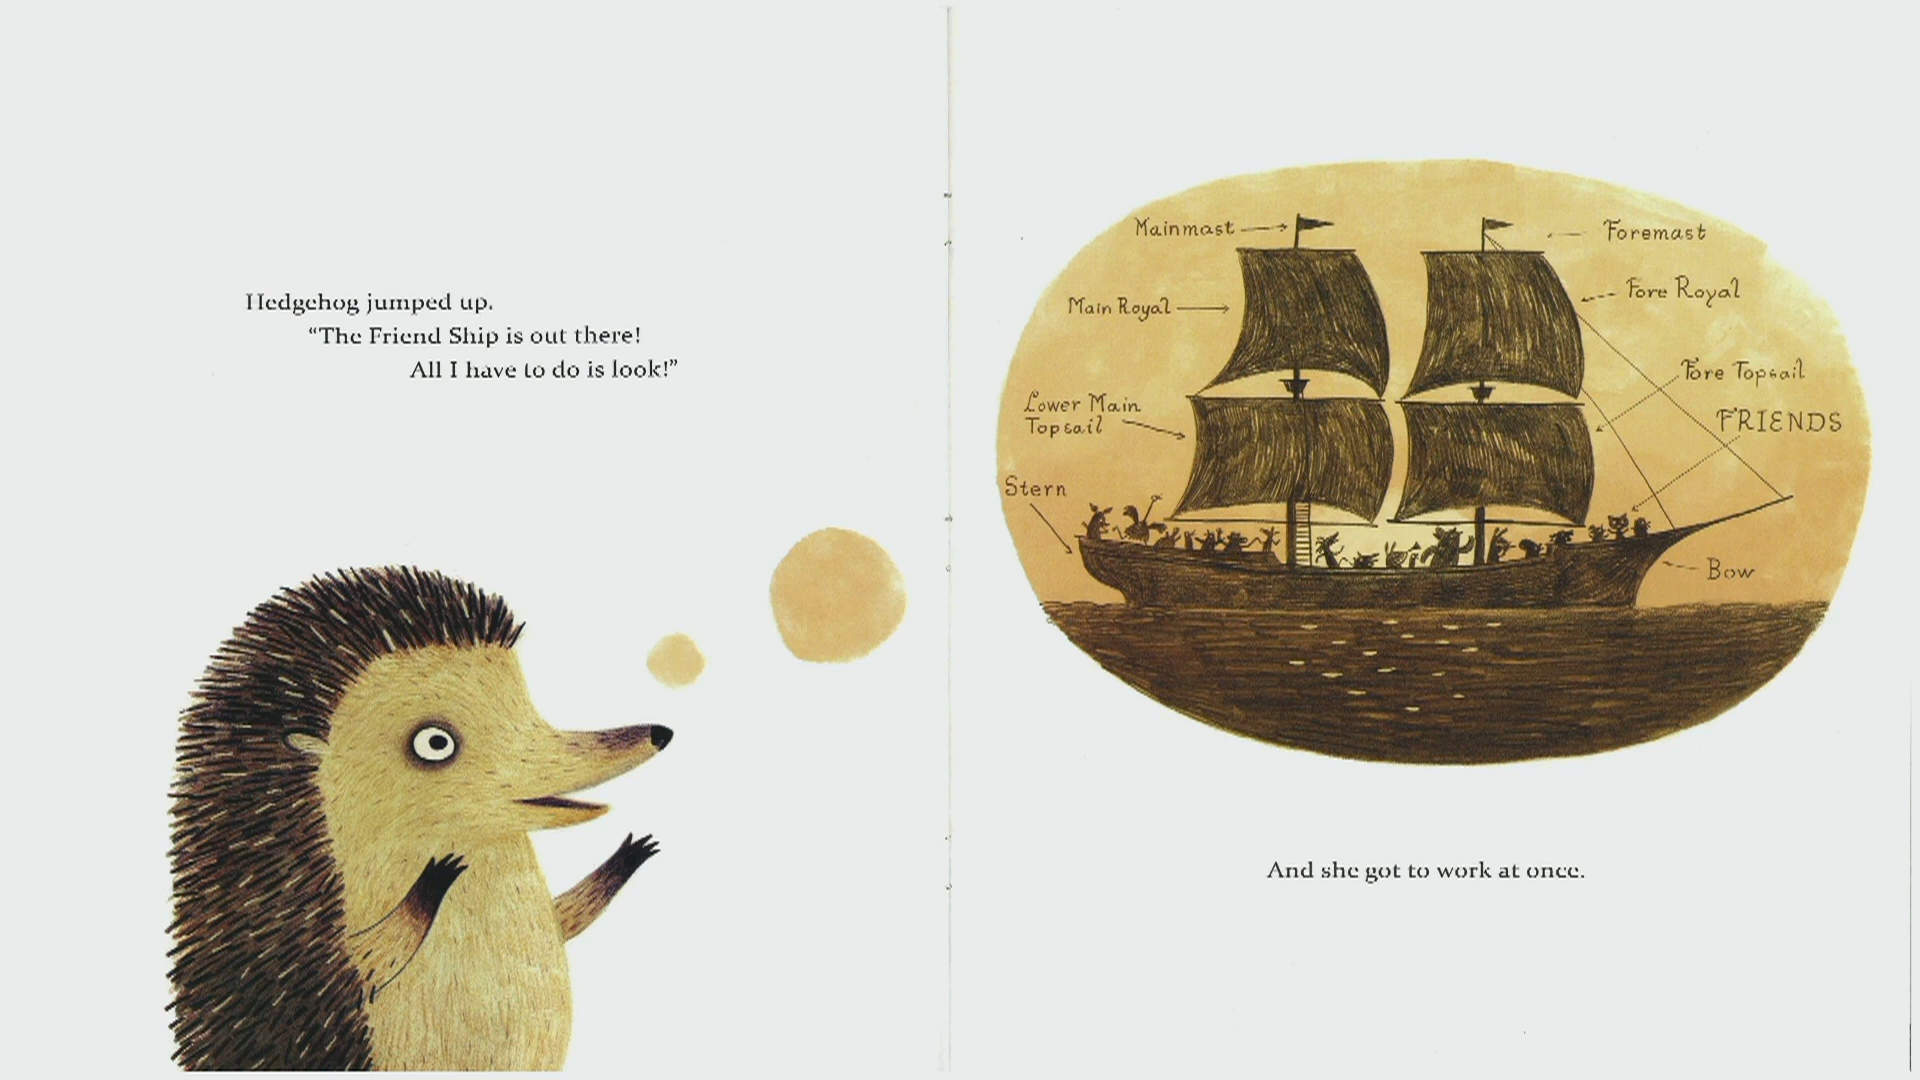 Hedgehog jumped up.
“The Friend Ship is out there!
All I have to do is look!”
Mainmast
Foremast
Main Royal
Fore Royal
Fore Topsail
Lower Main
Topsail
FRIENDS
Stern
Bow
And she got to work at once.